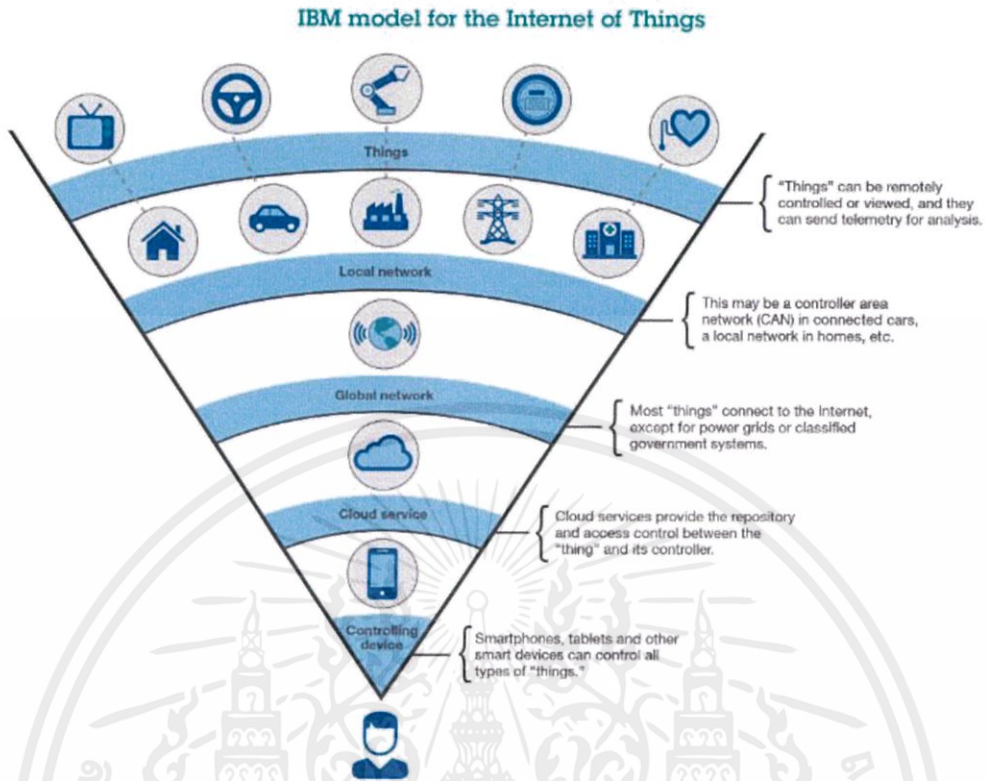 IBM model for the Internet of Things
Things
"Things" can be remotely
controlled or viewed, and they
can send telemetry for analysis.
Local network
This may be a controller area
network (CAN) in connected cars,
a local network in homes, etc.
Global network
Most "things" connect to the Internet,
except for power grids or classified
government systems.
Cloud service
Cloud services provide the repository
and access control between the
"thing" and its controller.
Controlling
device
Smartphones, tablets and other
smart devices can control all
types of "things."